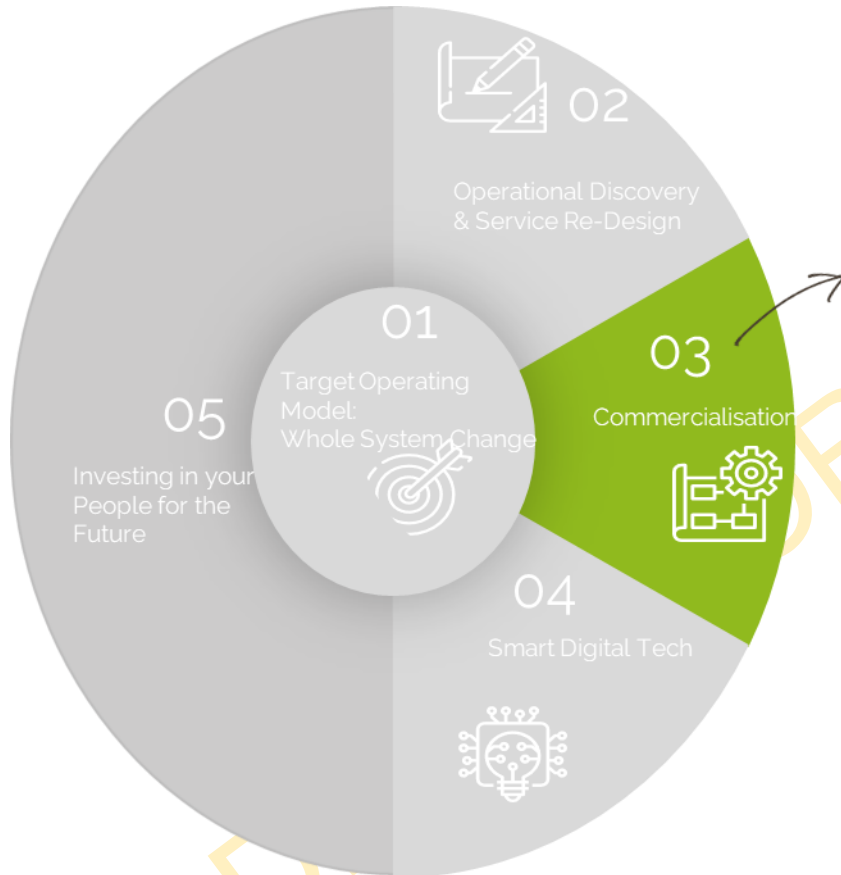 02
Operational Discovery
& Service Re-Design
01
Target Operating
Model:
Whole System Change
03
Commercialisation
05
Investing in your
People for the
Future
04
Smart Digital Tech